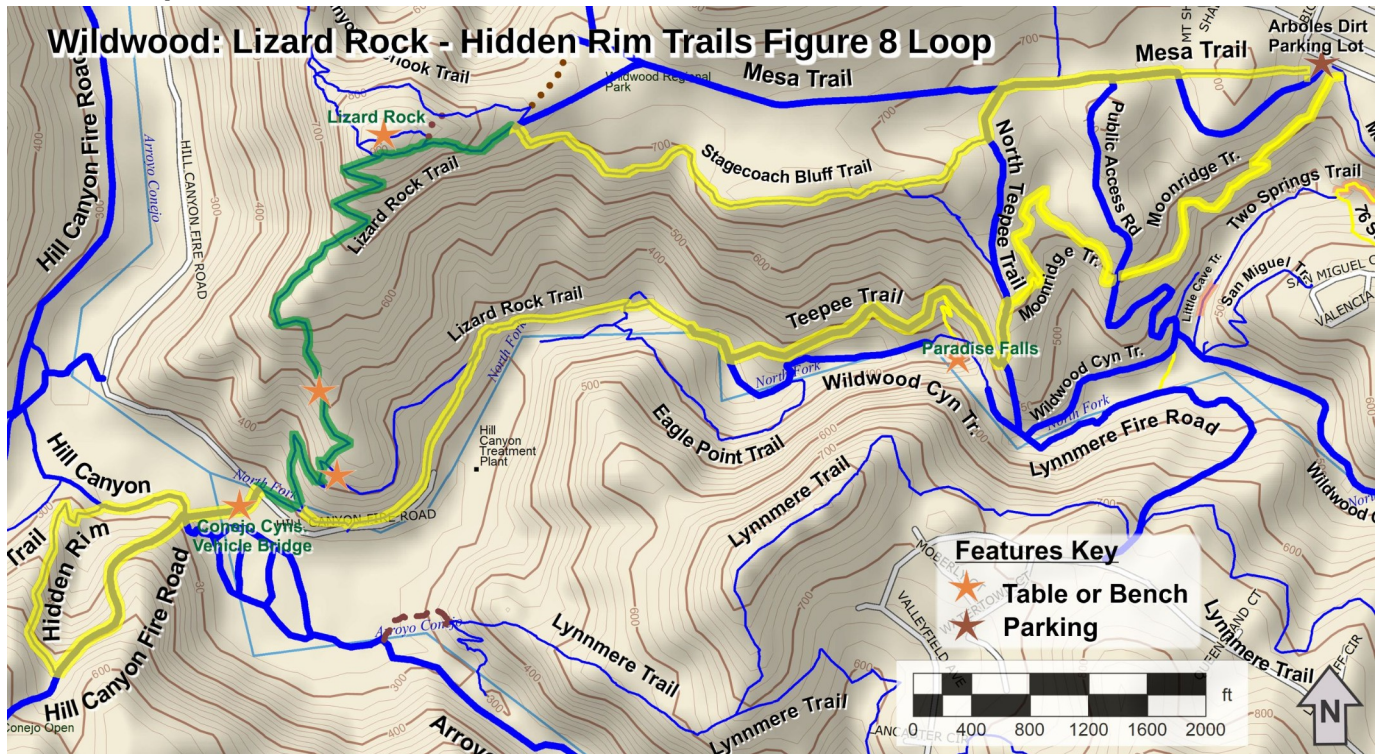 Wildwood: Lizard Rock - Hidden Rim Trails Figure 8 Loop
Arboles Dirt
Parking Lot
Mesa Trail
Mesa Trail
Wildwood Regional
Park
Lizard Rock
Hill Canyon Fire Road
Arroyo Conejo
HILL CANYON FIRE ROAD
Lizard Rock Trail
Stagecoach Bluff Trail
North Teepee Trail
Public Access Rd
Moonridge Tr.
Two Springs Trail
Little Cave Tr.
San Miguel Tr.
VALENCIA
Moonridge Tr.
Lizard Rock Trail
Teepee Trail
Paradise Falls
North Fork
North Fork
Wildwood Cyn Tr.
Wildwood Cyn Tr.
North Fork
Eagle Point Trail
Lynnmere Fire Road
Hill
Canyon
Treatment
Plant
Lynnmere Trail
Hill Canyon
Trail
Hidden Rim
Hill Canyon Fire Road
North Fork
HILL CANYON FIRE ROAD
Conejo Cyns.
Vehicle Bridge
Arroyo Conejo
Lynnmere Trail
Lynnmere Trail
Lynnmere Trail
VALLEYFIELD AVE
Features Key
Table or Bench
Parking
0 400 800 1200 1600 2000 ft
N
Conejo Open